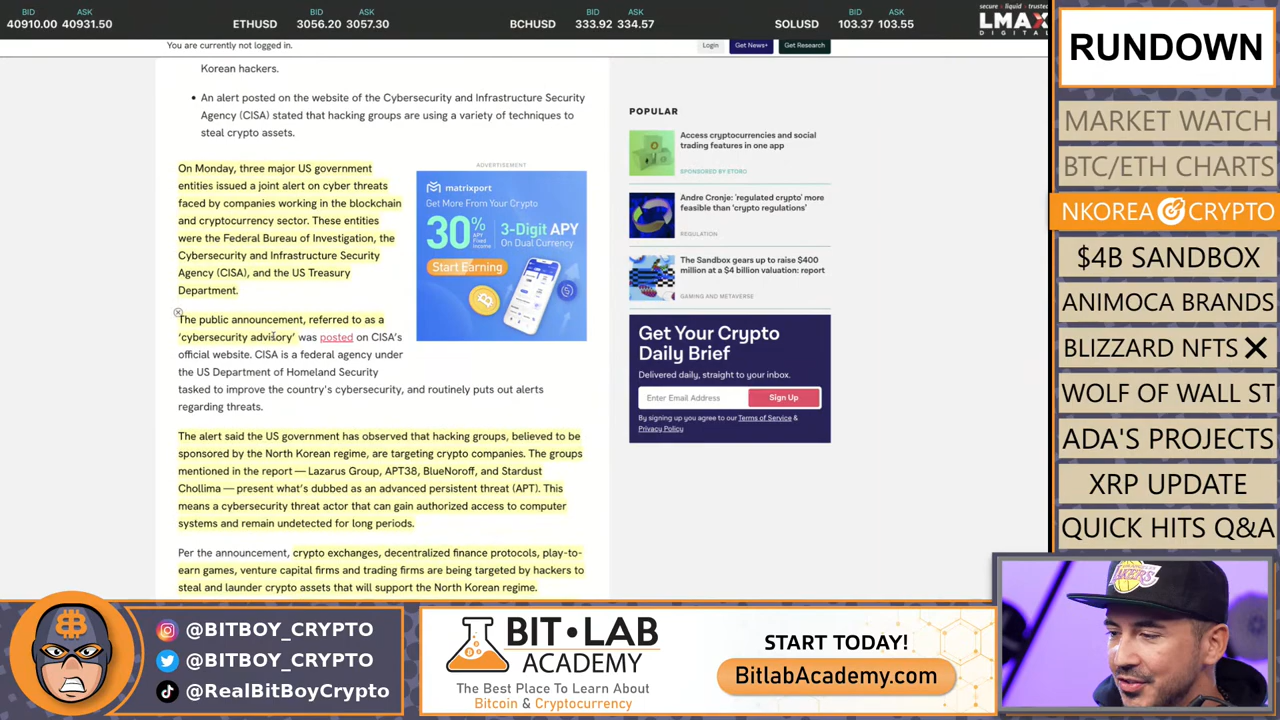 BID ASK BID ASK BID ASK BID ASK
40910.00 40930.00 ETHUSD 3056.20 3057.30 BCHUSD 333.92 334.57 SOLUSD 103.37 103.55
secure liquid trusted
LMAX
DIGITAL
You are currently not logged in.
Login
Get News+
Get Research
Korean hackers.
• An alert posted on the website of the Cybersecurity and Infrastructure Security
Agency (CISA) stated that hacking groups are using a variety of techniques to
steal crypto assets.
On Monday, three major US government
entities issued a joint alert on cyber threats
faced by companies working in the blockchain
and cryptocurrency sector. These entities
were the Federal Bureau of Investigation, the
Cybersecurity and Infrastructure Security
Agency (CISA), and the US Treasury
Department.
ADVERTISEMENT
matrixport
Get More From Your Crypto
30% APY
Fixed
Income
3-Digit APY
On Dual Currency
Start Earning
The public announcement, referred to as a
‘cybersecurity advisory’ was posted on CISA’s
official website. CISA is a federal agency under
the US Department of Homeland Security
tasked to improve the country’s cybersecurity, and routinely puts out alerts
regarding threats.
The alert said the US government has observed that hacking groups, believed to be
sponsored by the North Korean regime, are targeting crypto companies. The groups
mentioned in the report — Lazarus Group, APT38, BlueNoroff, and Stardust
Chollima — present what’s dubbed as an advanced persistent threat (APT). This
means a cybersecurity threat actor that can gain authorized access to computer
systems and remain undetected for long periods.
Per the announcement, crypto exchanges, decentralized finance protocols, play-to-
earn games, venture capital firms and trading firms are being targeted by hackers to
steal and launder crypto assets that will support the North Korean regime.
POPULAR
Access cryptocurrencies and social
trading features in one app
SPONSORED BY ETORO
Andre Cronje: ‘regulated crypto’ more
feasible than ‘crypto regulations’
REGULATION
The Sandbox gears up to raise $400
million at a $4 billion valuation: report
GAMING AND METAVERSE
Get Your Crypto
Daily Brief
Delivered daily, straight to your inbox.
Enter Email Address
Sign Up
By signing up you agree to our Terms of Service &
Privacy Policy
RUNDOWN
MARKET WATCH
BTC/ETH CHARTS
NKOREA CRYPTO
$4B SANDBOX
ANIMOCA BRANDS
BLIZZARD NFTS
WOLF OF WALL ST
ADA'S PROJECTS
XRP UPDATE
QUICK HITS Q&A
@BITBOY_CRYPTO
@BITBOY_CRYPTO
@RealBitBoyCrypto
BIT•LAB
ACADEMY
The Best Place To Learn About
Bitcoin & Cryptocurrency
START TODAY!
BitlabAcademy.com